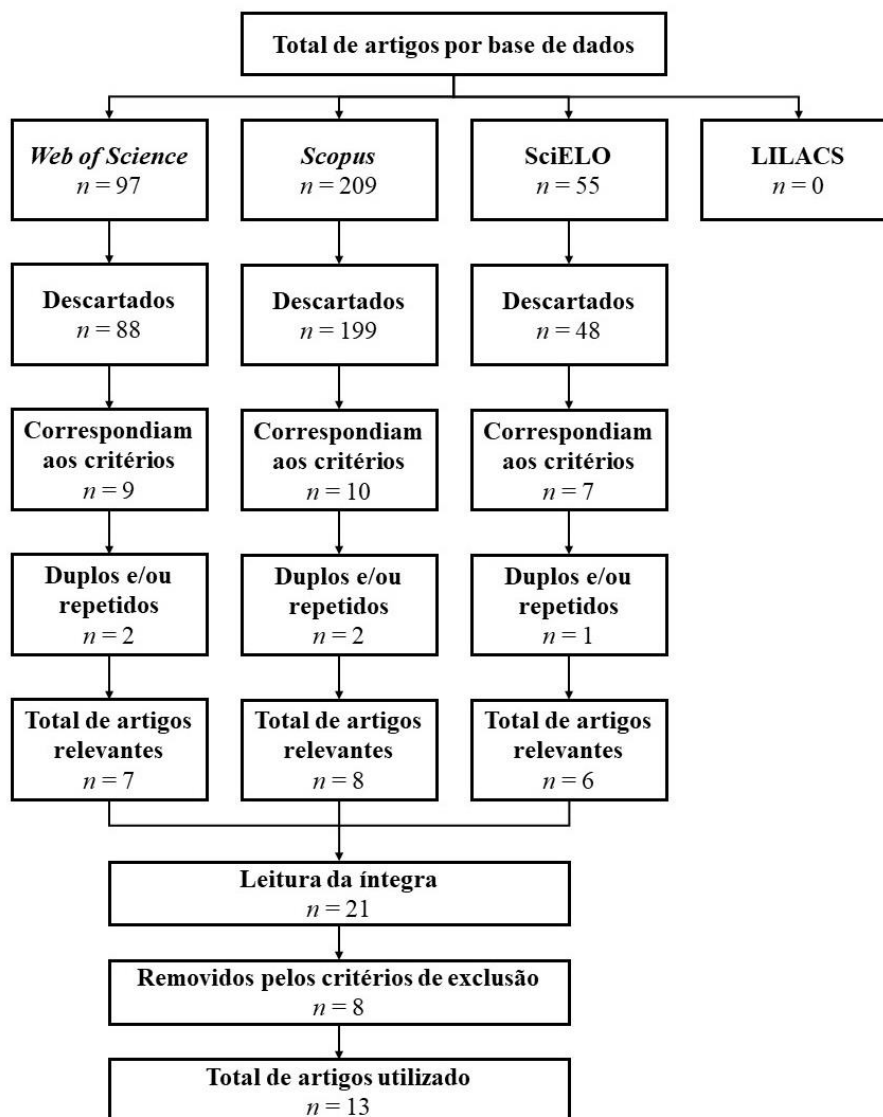 Total de artigos por base de dados
Web of Science
n = 97
Scopus
n = 209
SciELO
n = 55
LILACS
n = 0
Descartados
n = 88
Descartados
n = 199
Descartados
n = 48
Correspondiam
aos critérios
n = 9
Correspondiam
aos critérios
n = 10
Correspondiam
aos critérios
n = 7
Duplos e/ou
repetidos
n = 2
Duplos e/ou
repetidos
n = 2
Duplos e/ou
repetidos
n = 1
Total de artigos
relevantes
n = 7
Total de artigos
relevantes
n = 8
Total de artigos
relevantes
n = 6
Leitura da íntegra
n = 21
Removidos pelos critérios de exclusão
n = 8
Total de artigos utilizado
n = 13